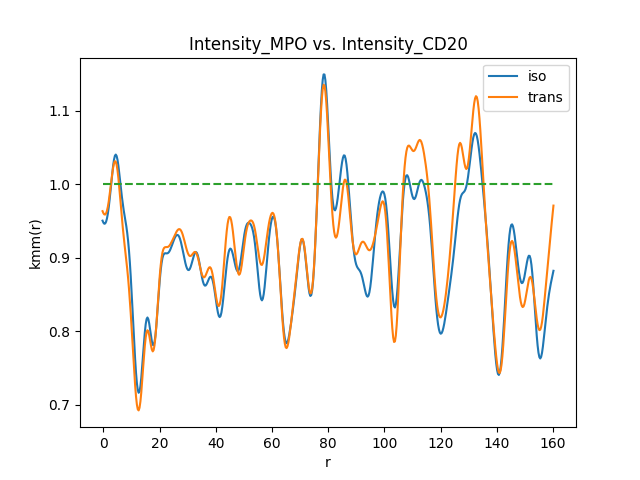 Intensity_MPO vs. Intensity_CD20
iso
trans
1.1
1.0
0.9
0.8
0.7
kmm(r)
0 20 40 60 80 100 120 140 160
r